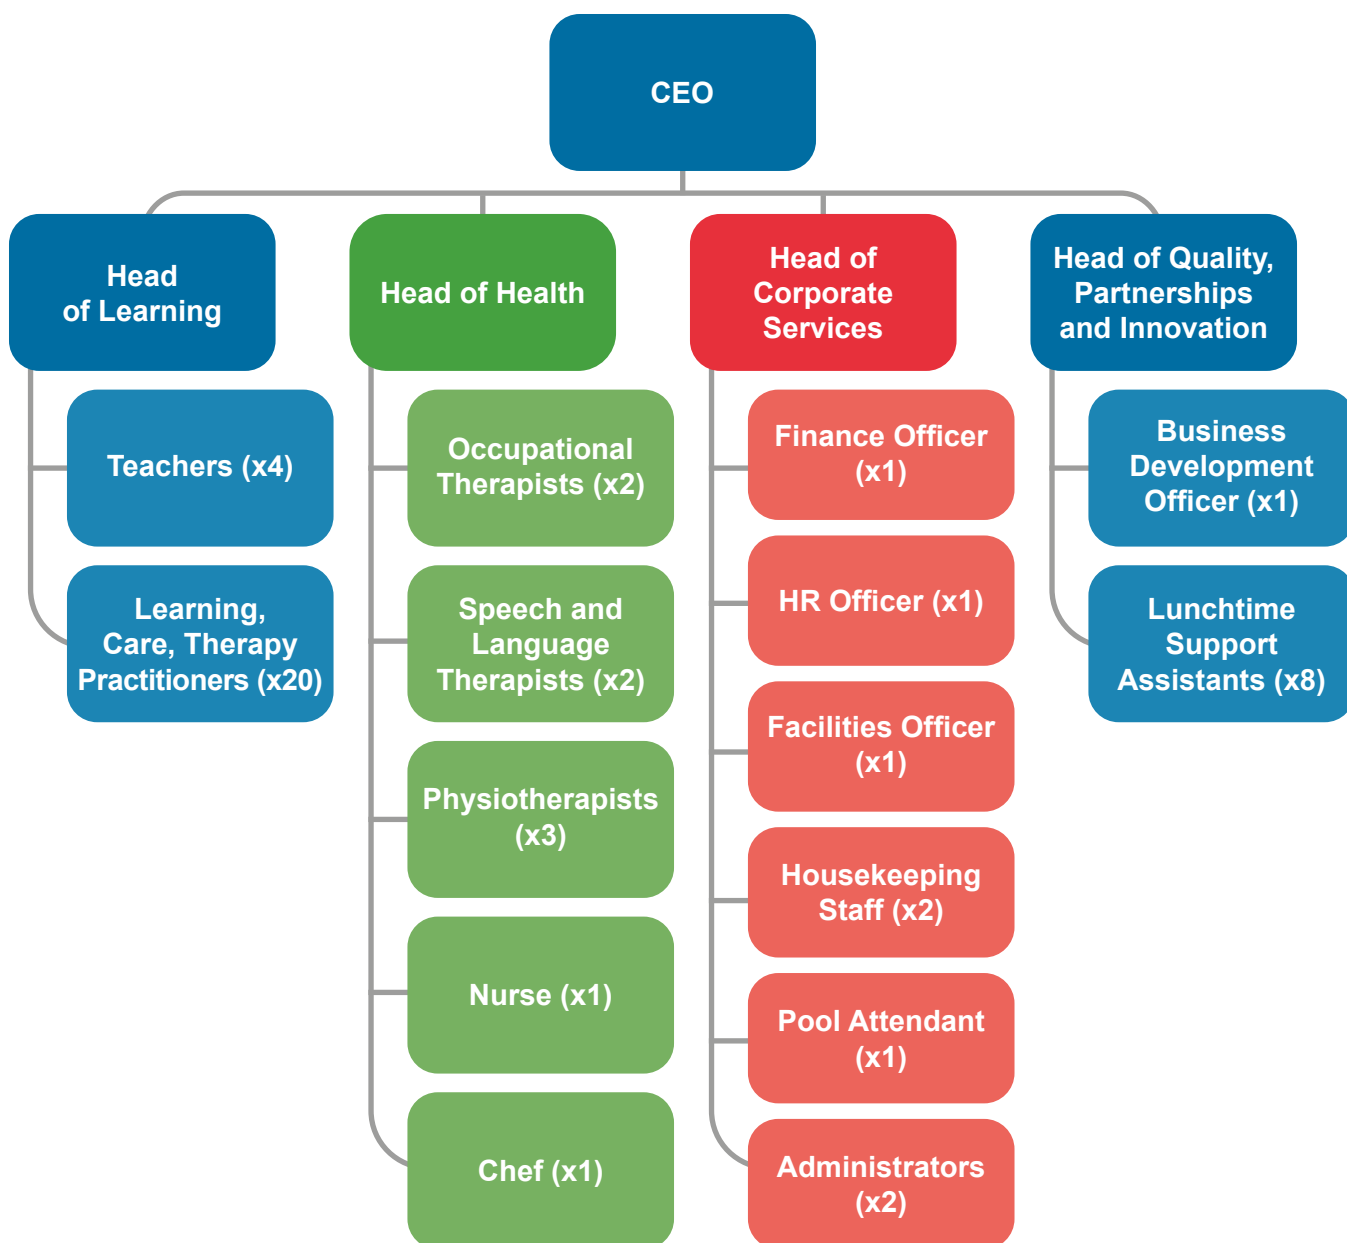 CEO
Head
of Learning
Teachers (x4)
Learning,
Care, Therapy
Practitioners (x20)
Head of Health
Occupational
Therapists (x2)
Speech and
Language
Therapists (x2)
Physiotherapists
(x3)
Nurse (x1)
Chef (x1)
Head of
Corporate
Services
Finance Officer
(x1)
HR Officer (x1)
Facilities Officer
(x1)
Housekeeping
Staff (x2)
Pool Attendant
(x1)
Administrators
(x2)
Head of Quality,
Partnerships
and Innovation
Business
Development
Officer (x1)
Lunchtime
Support
Assistants (x8)